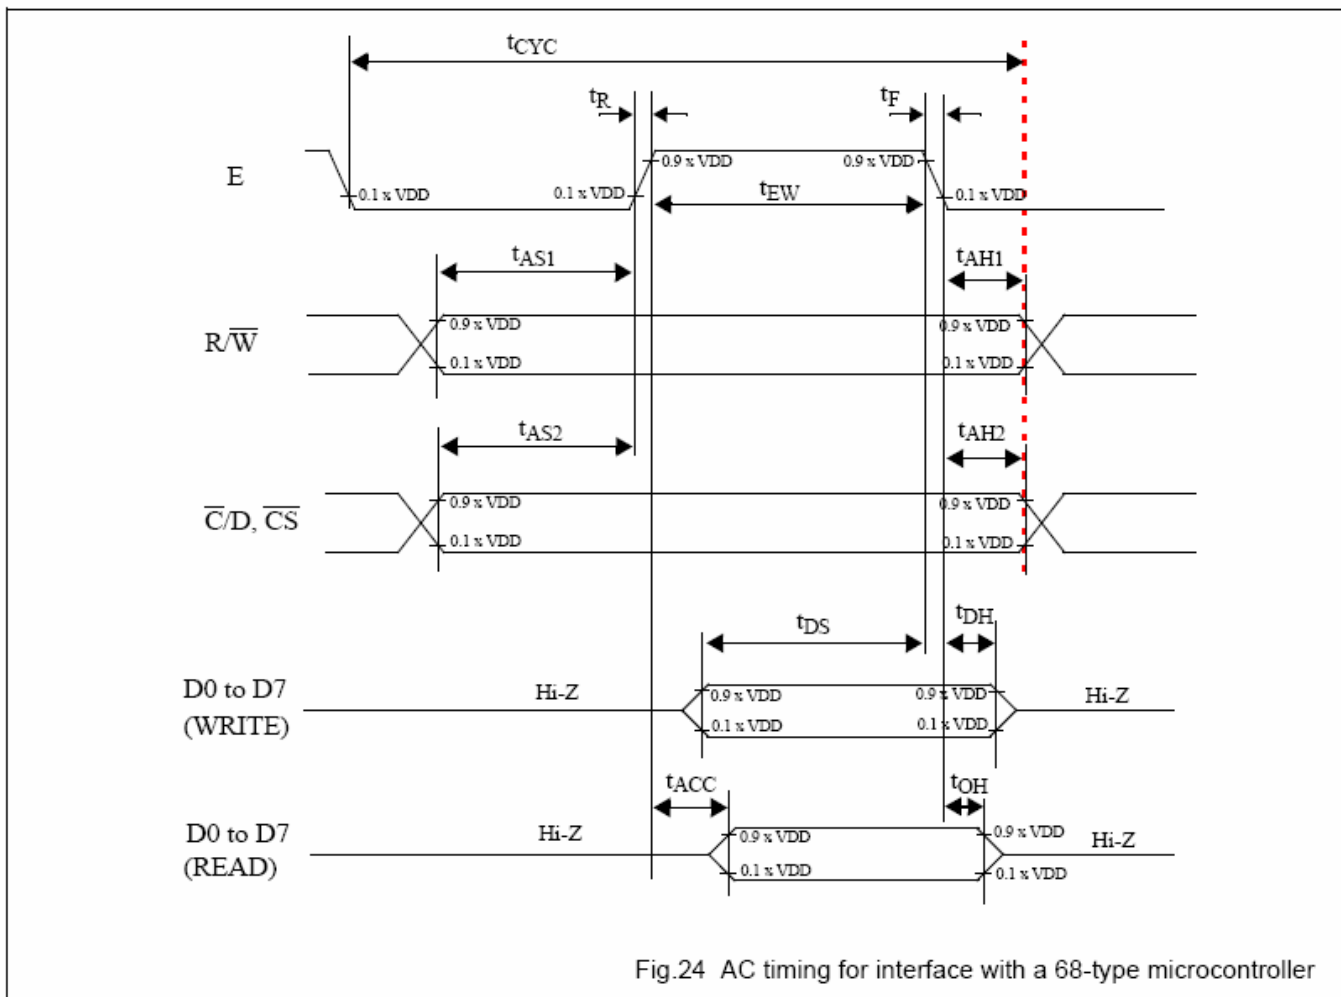 tCYC
tR
tF
E
0.9 x VDD
0.9 x VDD
0.1 x VDD
0.1 x VDD
0.1 x VDD
tEW
tAS1
tAH1
R/W̅
0.9 x VDD
0.9 x VDD
0.1 x VDD
0.1 x VDD
tAS2
tAH2
C̅/D, C̅S̅
0.9 x VDD
0.9 x VDD
0.1 x VDD
0.1 x VDD
tDS
tDH
D0 to D7
(WRITE)
Hi-Z
0.9 x VDD
0.9 x VDD
Hi-Z
0.1 x VDD
0.1 x VDD
tACC
tOH
D0 to D7
(READ)
Hi-Z
0.9 x VDD
0.9 x VDD
Hi-Z
0.1 x VDD
0.1 x VDD
Fig.24 AC timing for interface with a 68-type microcontroller